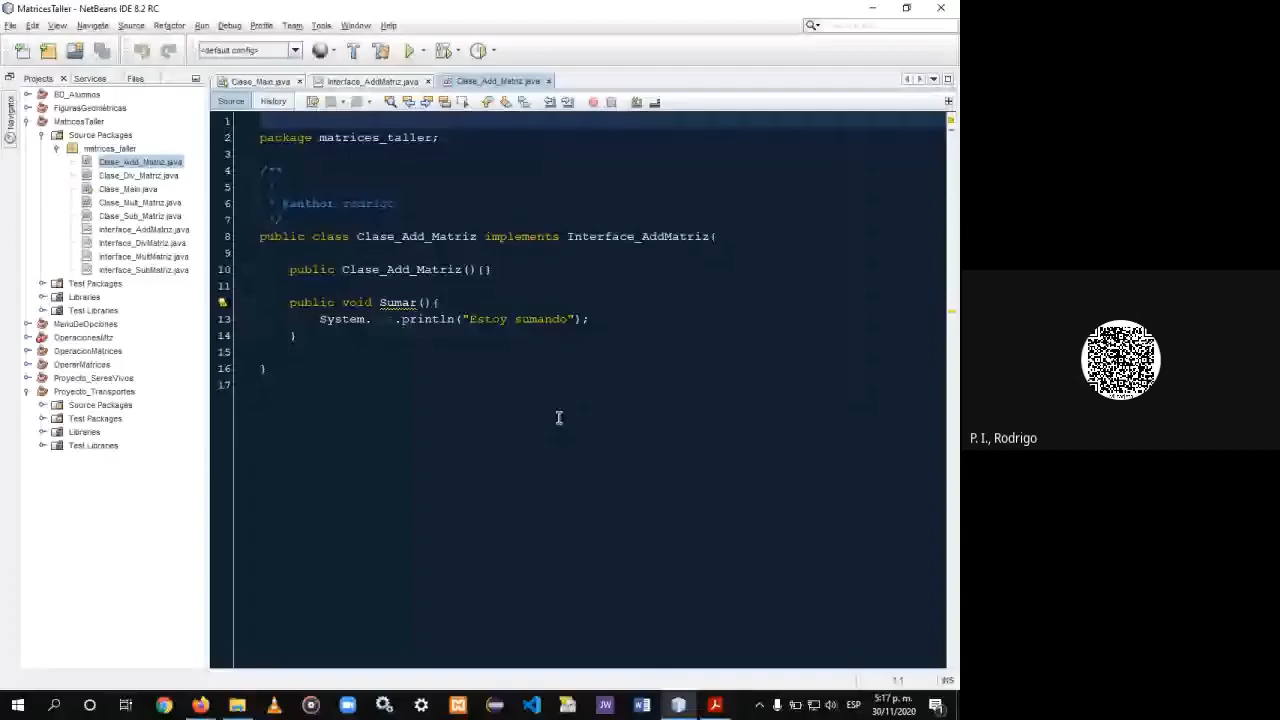 MatricesTaller - NetBeans IDE 8.2 RC
File Edit View Navigate Source Refactor Run Debug Profile Team Tools Window Help
<default config>
Projects Services Files
Navigator
Clase_Main.java Interface_AddMatriz.java Clase_Add_Matriz.java
Source History
BD_Alumnos
FigurasGeométricas
MatricesTaller
Source Packages
matrices_taller
Clase_Add_Matriz.java
Clase_Div_Matriz.java
Clase_Main.java
Clase_Mult_Matriz.java
Clase_Sub_Matriz.java
Interface_AddMatriz.java
Interface_DivMatriz.java
Interface_MultMatriz.java
Interface_SubMatriz.java
Test Packages
Libraries
Test Libraries
MenuDeOpciones
OperacionesMtz
OperacionMatrices
OperarMatrices
Proyecto_SeresVivos
Proyecto_Transportes
Source Packages
Test Packages
Libraries
Test Libraries
1
2 package matrices_taller;
3
4 /**
5 *
6 * @author rodrigo
7 */
8 public class Clase_Add_Matriz implements Interface_AddMatriz{
9
10 public Clase_Add_Matriz(){}
11
public void Sumar(){
13 System. .println("Estoy sumando");
14 }
15
16 }
17
1:1 INS
P. I., Rodrigo
ESP
5:17 p. m.
30/11/2020
JW